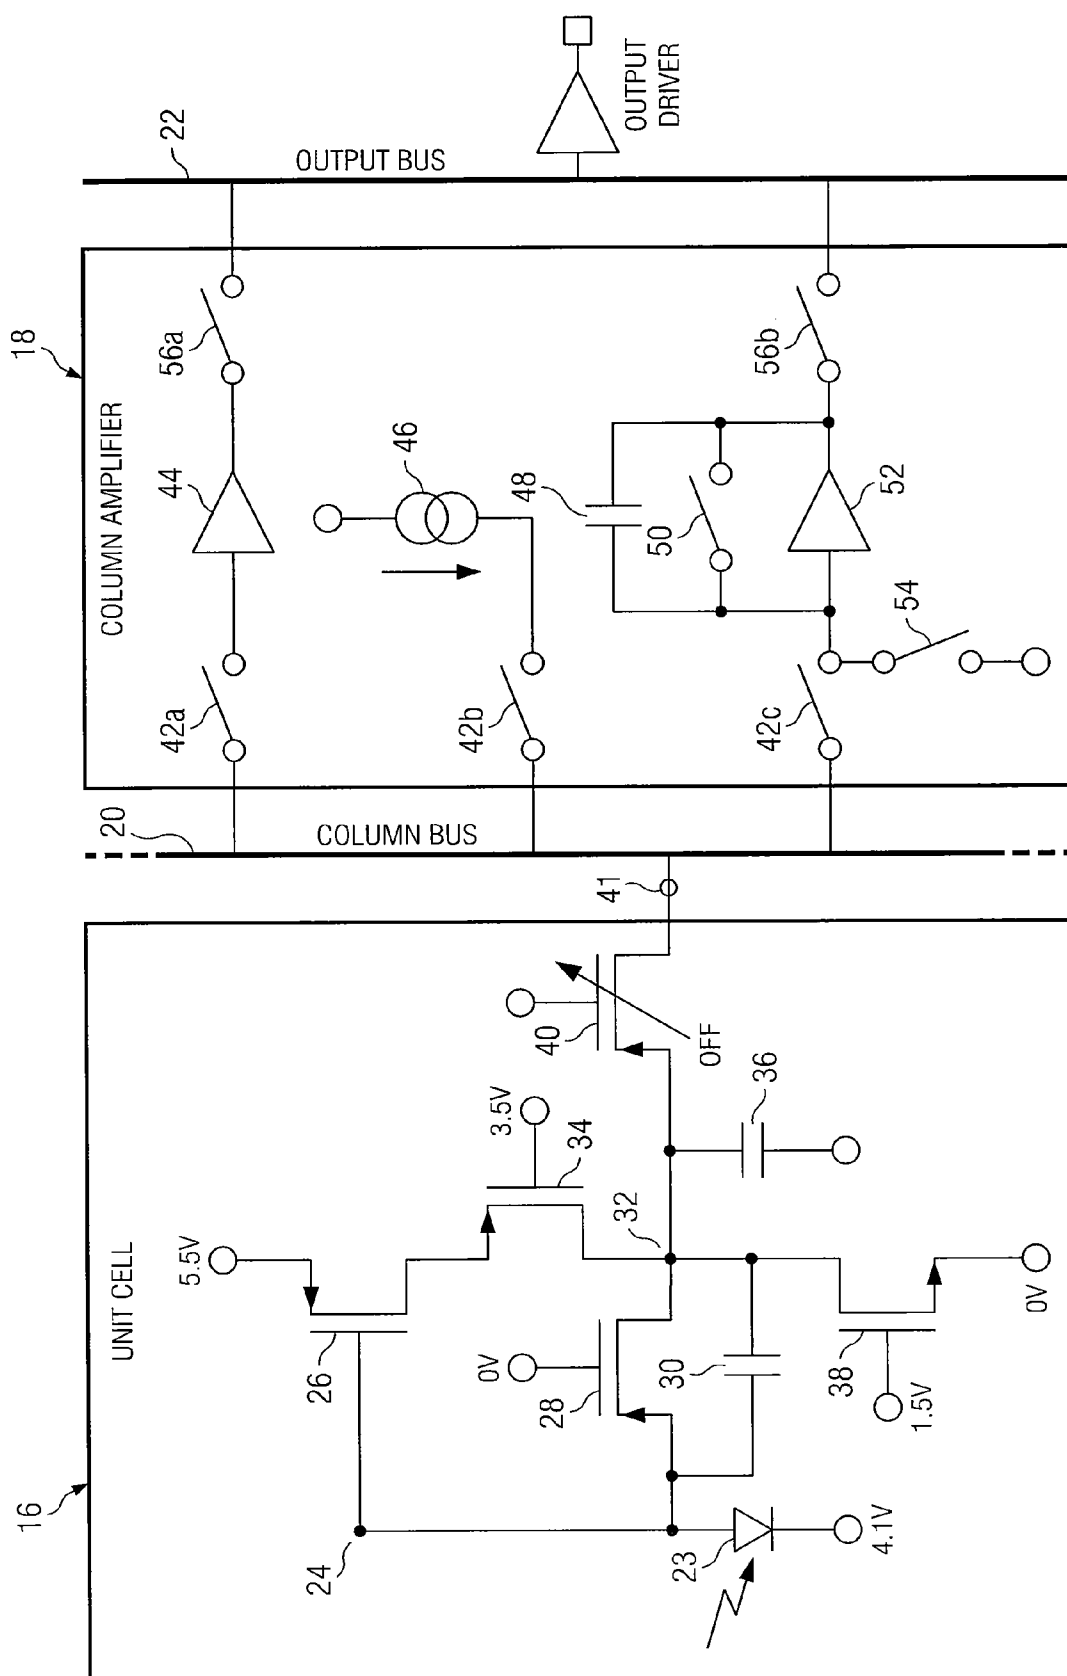 16
UNIT CELL
5.5V
26
24
3.5V
34
0V
28
32
30
36
38
1.5V
0V
23
4.1V
40
OFF
41
20
COLUMN BUS
18
COLUMN AMPLIFIER
42a
44
56a
46
42b
48
50
52
42c
54
56b
22
OUTPUT BUS
OUTPUT
DRIVER